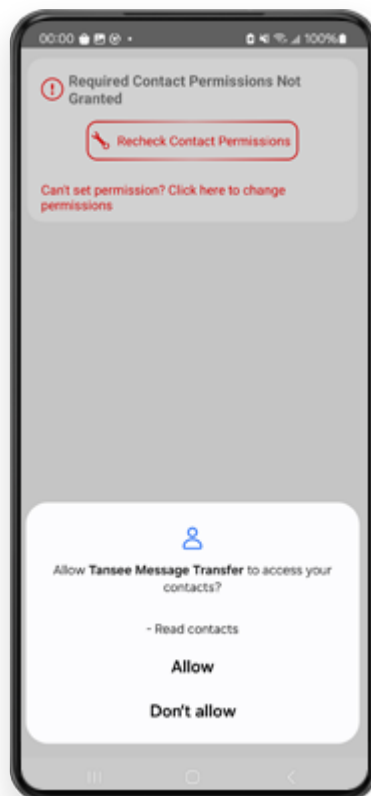 00:00 100%
Required Contact Permissions Not
Granted
Recheck Contact Permissions
Can't set permission? Click here to change
permissions
Allow Tansee Message Transfer to access your
contacts?
- Read contacts
Allow
Don't allow